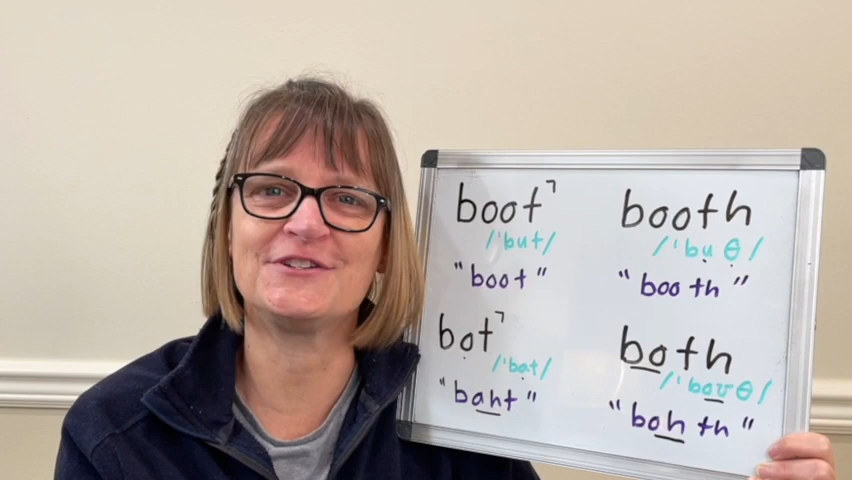 boot ̚
/ˈbut/
"boot"
booth
/ˈbuθ/
"booth"
bot ̚
/ˈbat/
"baht"
both
/ˈboʊθ/
"bohth"